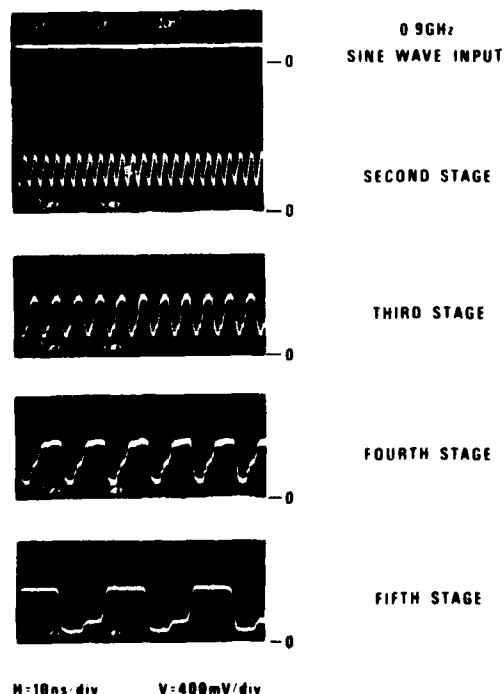 0 9GHz
SINE WAVE INPUT
0
SECOND STAGE
0
THIRD STAGE
0
FOURTH STAGE
0
FIFTH STAGE
0
H=10ns/div V=400mV/div